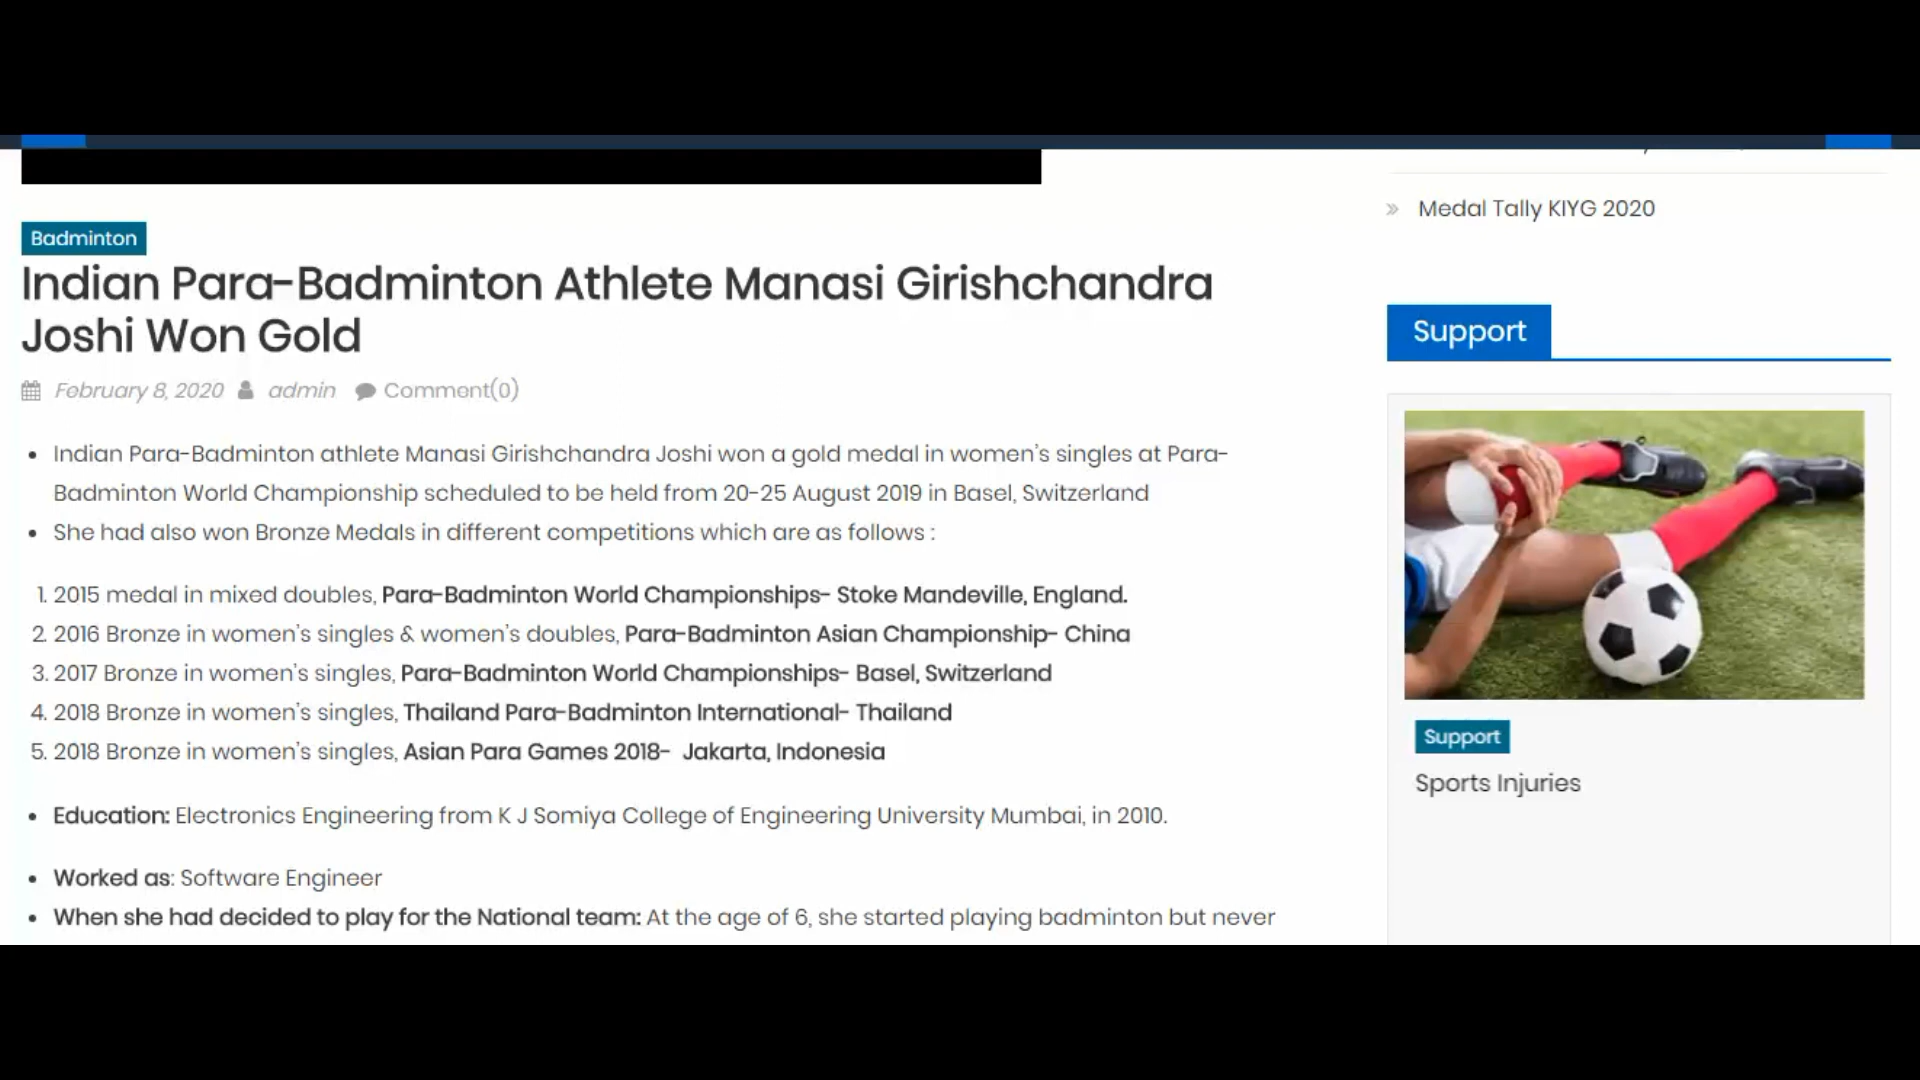 Badminton
Indian Para-Badminton Athlete Manasi Girishchandra
Joshi Won Gold
February 8, 2020 admin Comment(0)
• Indian Para-Badminton athlete Manasi Girishchandra Joshi won a gold medal in women's singles at Para-
Badminton World Championship scheduled to be held from 20-25 August 2019 in Basel, Switzerland
• She had also won Bronze Medals in different competitions which are as follows :
1. 2015 medal in mixed doubles, Para-Badminton World Championships- Stoke Mandeville, England.
2. 2016 Bronze in women's singles & women's doubles, Para-Badminton Asian Championship- China
3. 2017 Bronze in women's singles, Para-Badminton World Championships- Basel, Switzerland
4. 2018 Bronze in women's singles, Thailand Para-Badminton International- Thailand
5. 2018 Bronze in women's singles, Asian Para Games 2018- Jakarta, Indonesia
• Education: Electronics Engineering from K J Somiya College of Engineering University Mumbai, in 2010.
• Worked as: Software Engineer
• When she had decided to play for the National team: At the age of 6, she started playing badminton but never
» Medal Tally KIYG 2020
Support
Support
Sports Injuries